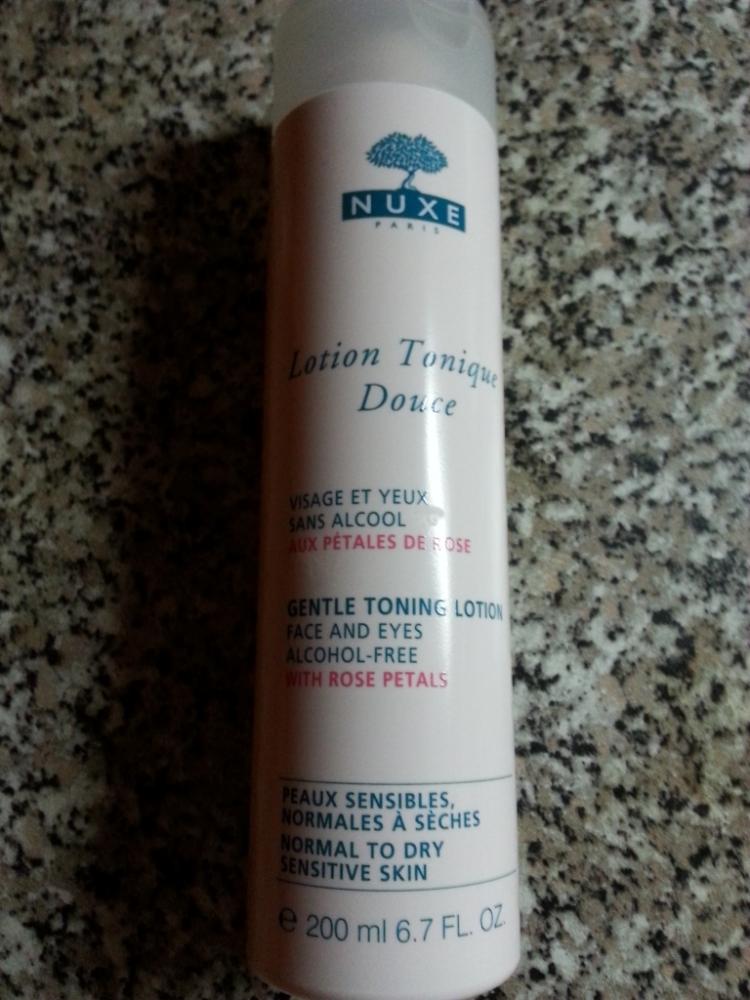 NUXE
PARIS
Lotion Tonique
Douce
VISAGE ET YEUX
SANS ALCOOL
AUX PÉTALES DE ROSE
GENTLE TONING LOTION
FACE AND EYES
ALCOHOL-FREE
WITH ROSE PETALS
PEAUX SENSIBLES,
NORMALES À SÈCHES
NORMAL TO DRY
SENSITIVE SKIN
℮ 200 ml 6.7 FL. OZ.